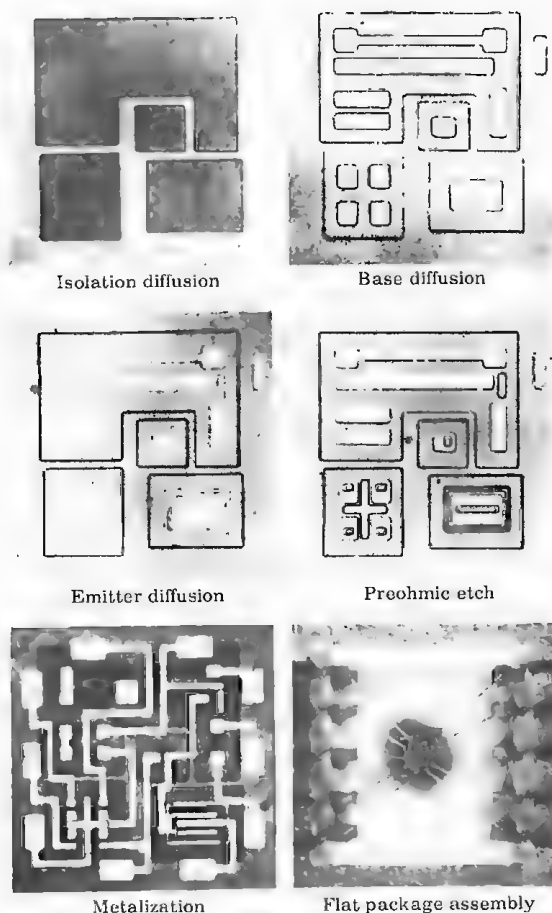 Isolation diffusion
Base diffusion
Emitter diffusion
Preohmic etch
Metalization
Flat package assembly